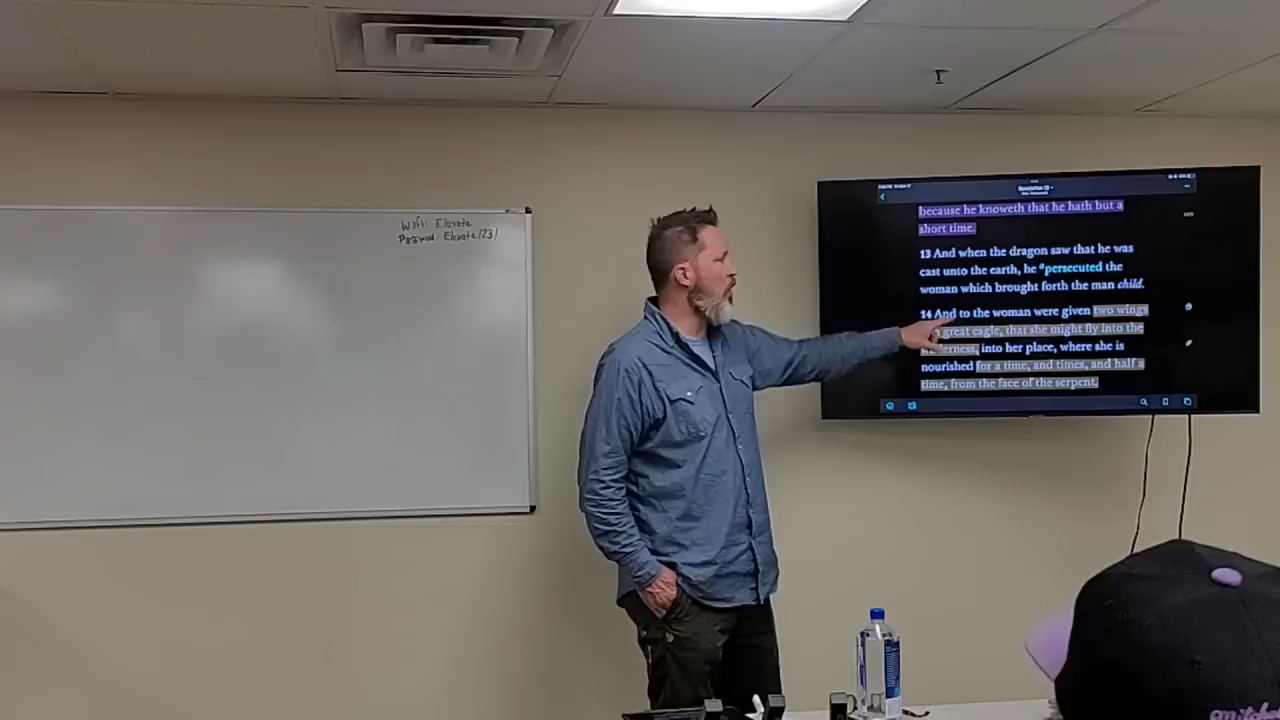 Wifi: Elevate
Password: Elevate123!
Revelation 12
because he knoweth that he hath but a
short time.
13 And when the dragon saw that he was
cast unto the earth, he *persecuted the
woman which brought forth the man child.
14 And to the woman were given two wings
great eagle, that she might fly into the
into her place, where she is
nourished for a time, and times, and half a
time, from the face of the serpent.